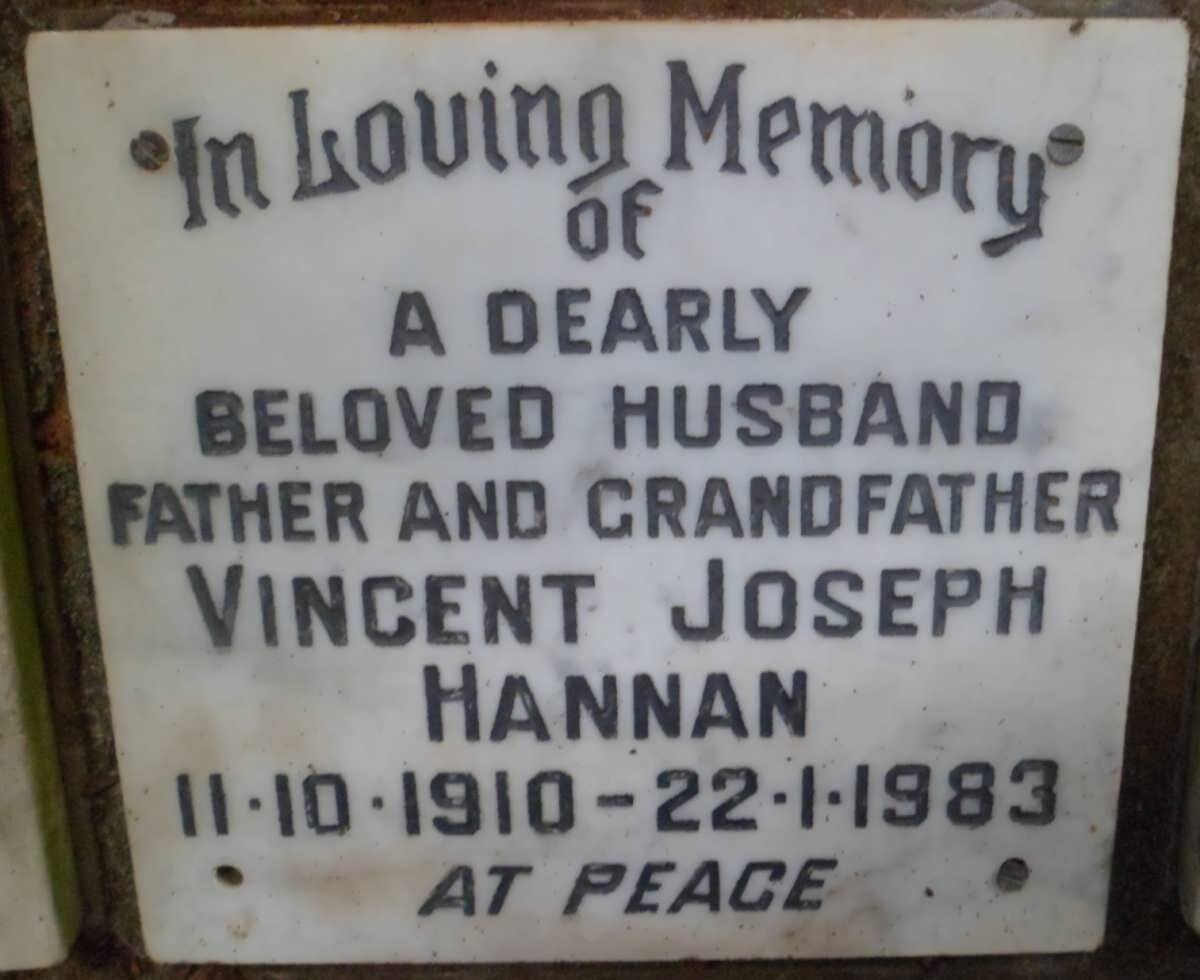 In Loving Memory
of
A DEARLY
BELOVED HUSBAND
FATHER AND GRANDFATHER
VINCENT JOSEPH
HANNAN
11·10·1910-22·1·1983
AT PEACE